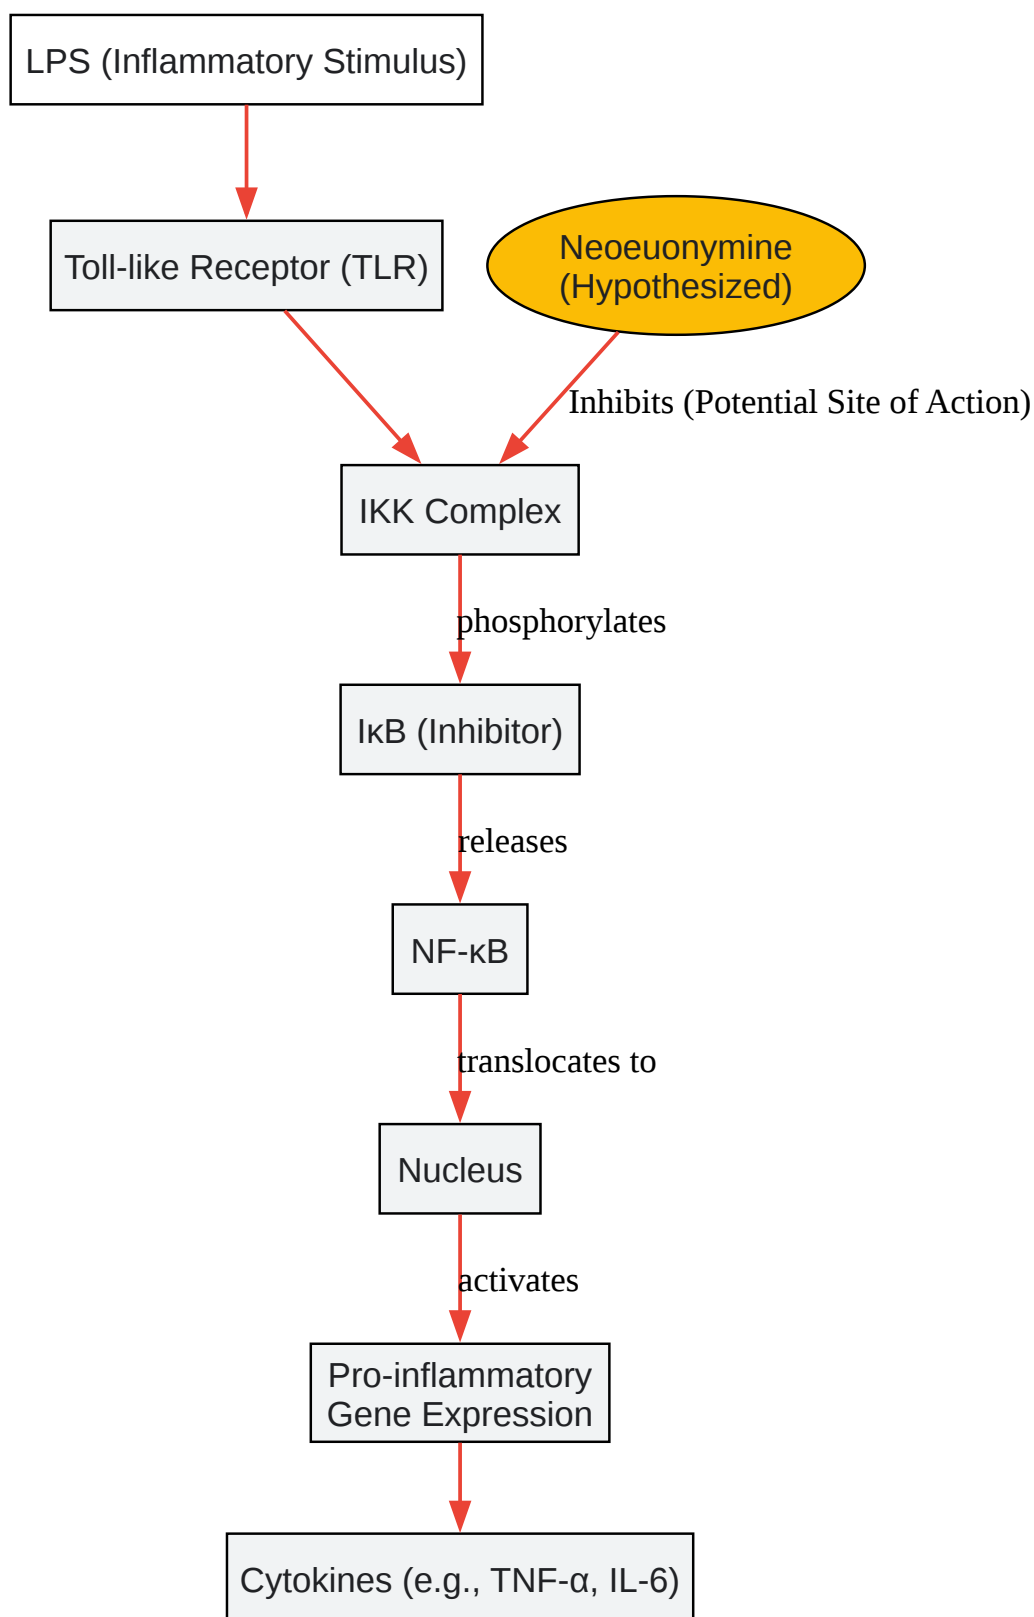 LPS (Inflammatory Stimulus)
Toll-like Receptor (TLR)
Neoeuonymine
(Hypothesized)
Inhibits (Potential Site of Action)
IKK Complex
phosphorylates
IκB (Inhibitor)
releases
NF-κB
translocates to
Nucleus
activates
Pro-inflammatory
Gene Expression
Cytokines (e.g., TNF-α, IL-6)